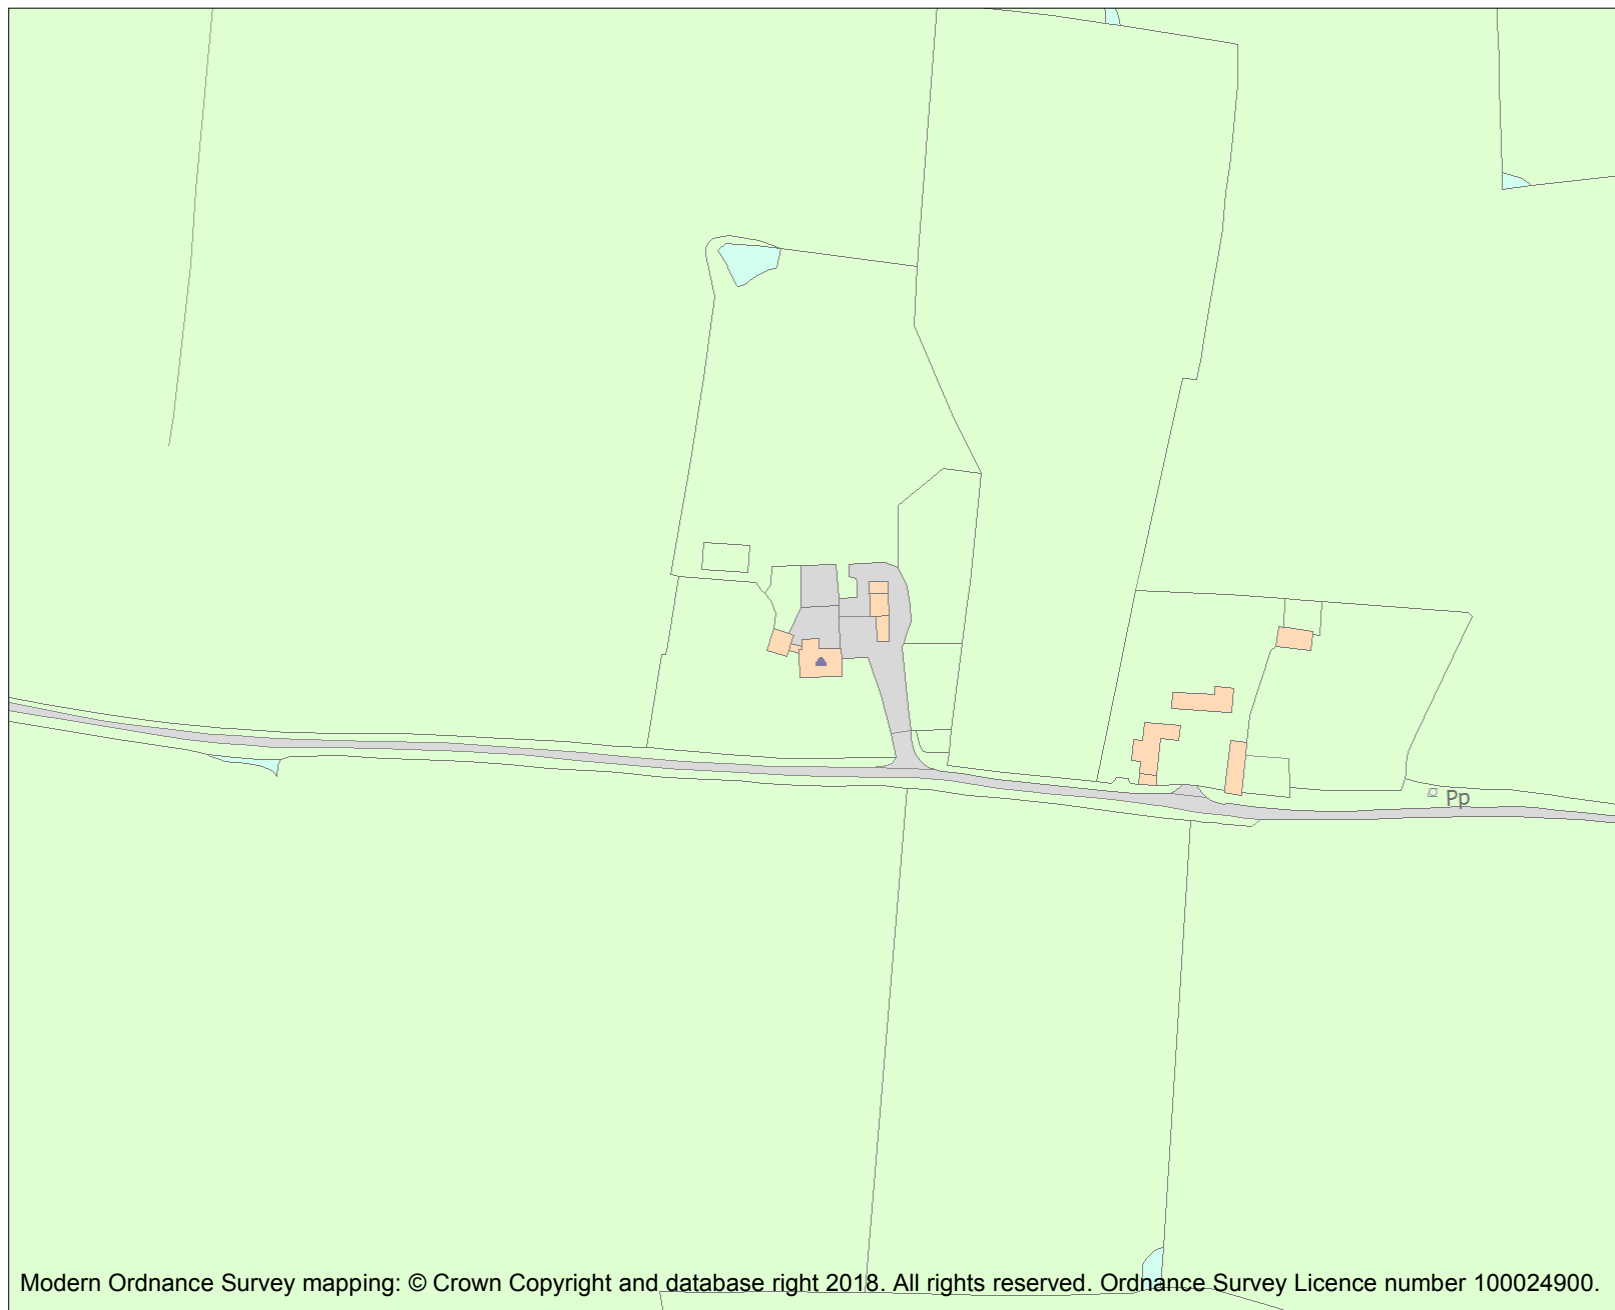 Pp
Modern Ordnance Survey mapping: © Crown Copyright and database right 2018. All rights reserved. Ordnance Survey Licence number 100024900.